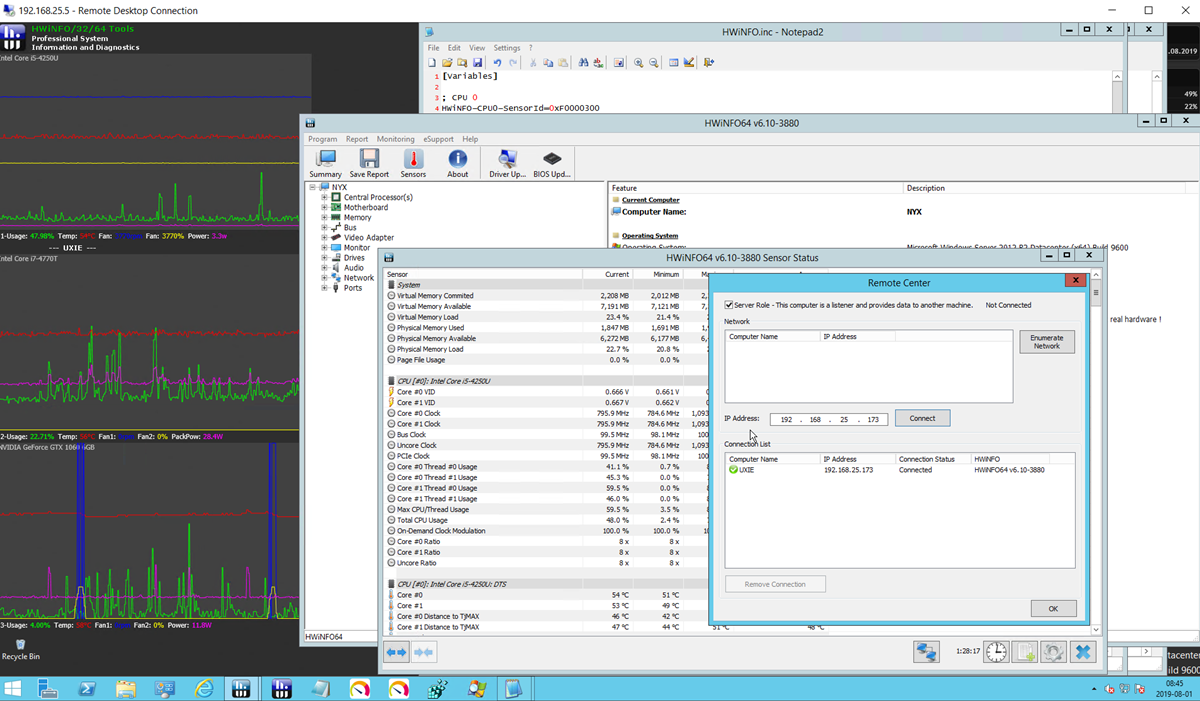 192.168.25.5 - Remote Desktop Connection
HWiNFO/32/64 Tools
Professional System
Information and Diagnostics
Intel Core i5-4250U
1-Usage: 47.98% Temp: Fan: Fan: 3770% Power: 3.3w
--- UXIE ---
Intel Core i7-4770T
2-Usage: 22.71% Temp: Fan1: Fan2: 0% PackPow: 28.4W
NVIDIA GeForce GTX 1060 6GB
3-Usage: 4.00% Temp: Fan1: Fan2: 0% Power: 11.8W
Recycle Bin
HWiNFO.inc - Notepad2
File Edit View Settings ?
1 [variables]
2
3 ; CPU 0
4 HWiNFO-CPU0-SensorId=0xF0000300
.08.2019
49%
22%
HWiNFO64 v6.10-3880
Program Report Monitoring eSupport Help
Summary Save Report Sensors About Driver Up... BIOS Upd...
NYX
Central Processor(s)
Motherboard
Memory
Bus
Video Adapter
Monitor
Drives
Audio
Network
Ports
HWiNFO64
Feature Description
Current Computer
Computer Name: NYX
Operating System
Operating System: Microsoft Windows Server 2012 R2 Datacenter (x64) Build 9600
real hardware !
HWiNFO64 v6.10-3880 Sensor Status
Sensor Current Minimum Ma
System
Virtual Memory Commited 2,208 MB 2,012 MB 2,
Virtual Memory Available 7,191 MB 7,121 MB 7,
Virtual Memory Load 23.4 % 21.4 %
Physical Memory Used 1,847 MB 1,691 MB 1,
Physical Memory Available 6,272 MB 6,177 MB 6,
Physical Memory Load 22.7 % 20.8 %
Page File Usage 0.0 % 0.0 %
CPU [#0]: Intel Core i5-4250U
Core #0 VID 0.666 V 0.661 V
Core #1 VID 0.667 V 0.662 V
Core #0 Clock 795.9 MHz 784.6 MHz 1,093
Core #1 Clock 795.9 MHz 784.6 MHz 1,093
Bus Clock 99.5 MHz 98.1 MHz 100
Uncore Clock 795.9 MHz 784.6 MHz 1,093
PCIe Clock 99.5 MHz 98.1 MHz 100
Core #0 Thread #0 Usage 41.1 % 0.7 %
Core #0 Thread #1 Usage 45.3 % 0.0 %
Core #1 Thread #0 Usage 59.5 % 0.0 %
Core #1 Thread #1 Usage 46.0 % 0.0 %
Max CPU/Thread Usage 59.5 % 3.5 %
Total CPU Usage 48.0 % 2.4 %
On-Demand Clock Modulation 100.0 % 100.0 %
Core #0 Ratio 8 x 8 x
Core #1 Ratio 8 x 8 x
Uncore Ratio 8 x 8 x
CPU [#0]: Intel Core i5-4250U: DTS
Core #0 54 °C 51 °C
Core #1 53 °C 49 °C
Core #0 Distance to TjMAX 46 °C 42 °C
Core #1 Distance to TjMAX 47 °C 44 °C 51 °C 48 °C
1:28:17
Remote Center
Server Role - This computer is a listener and provides data to another machine. Not Connected
Network
Computer Name IP Address
Enumerate
Network
IP Address: 192 . 168 . 25 . 173 Connect
Connection List
Computer Name IP Address Connection Status HWiNFO
UXIE 192.168.25.173 Connected HWiNFO64 v6.10-3880
Remove Connection
OK
tacenter
ild 9600
08:45
2019-08-01